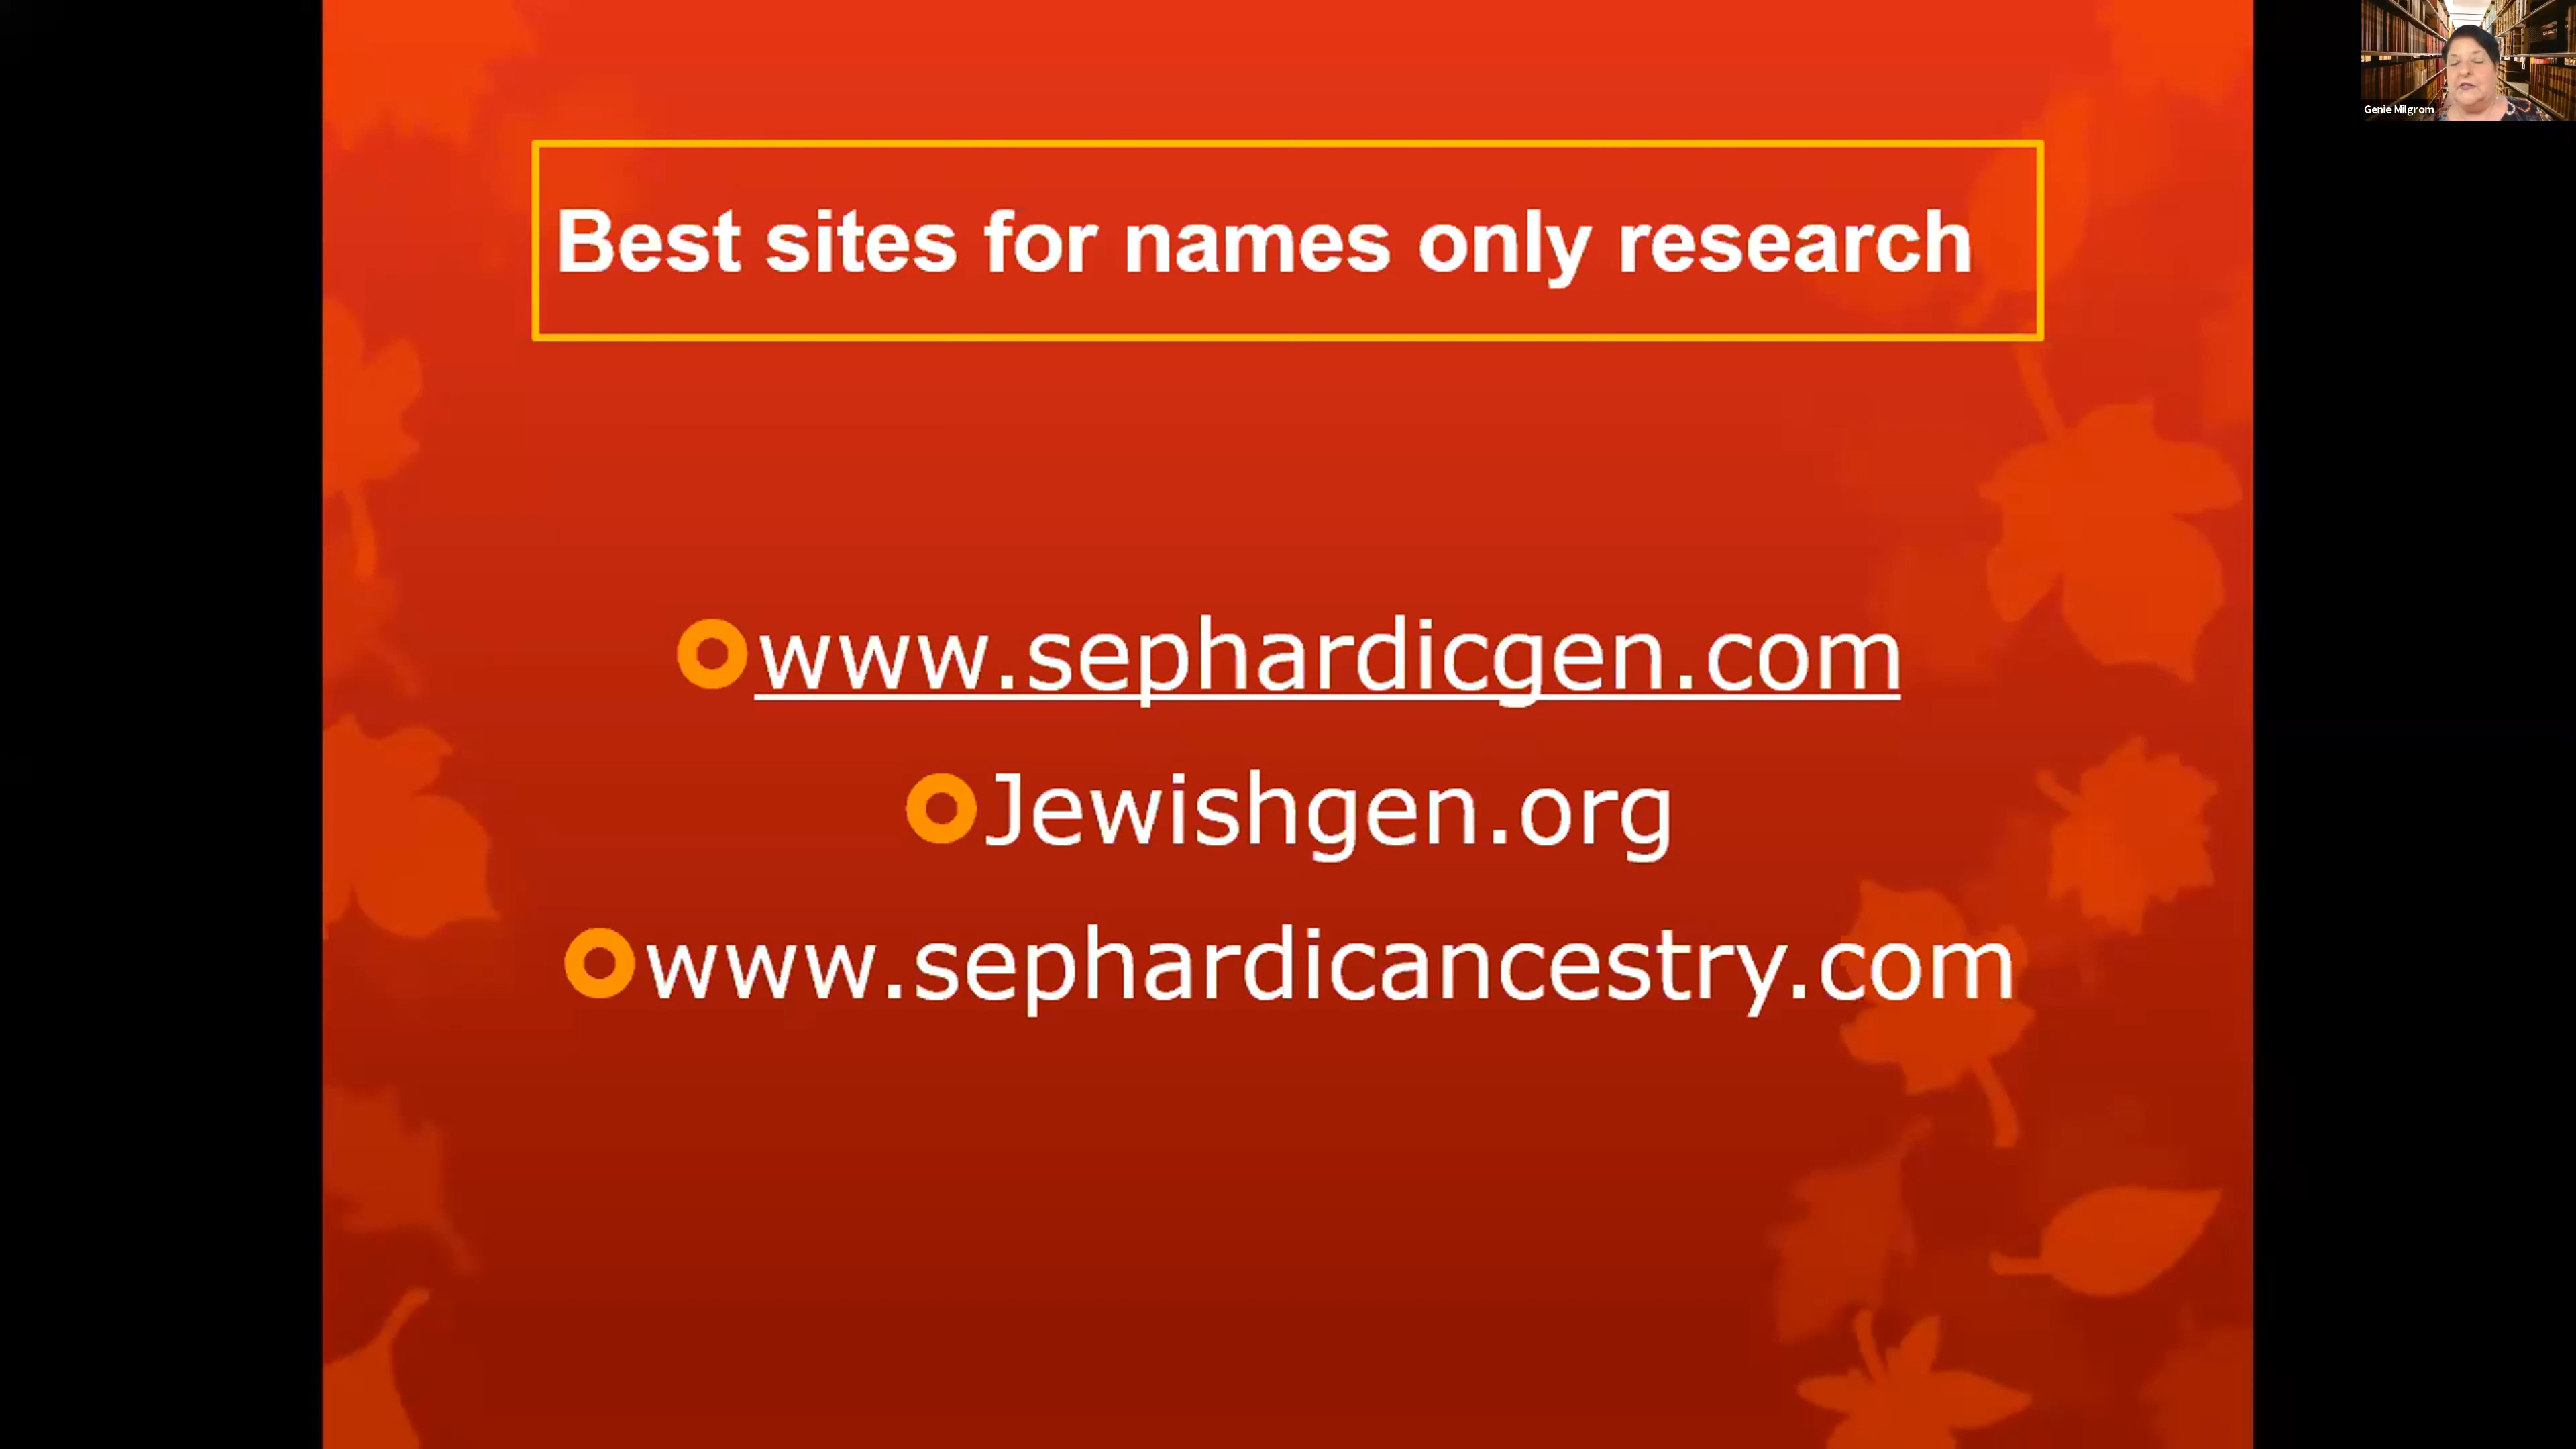 Best sites for names only research
www.sephardicgen.com
Jewishgen.org
www.sephardicancestry.com
Genie Milgrom